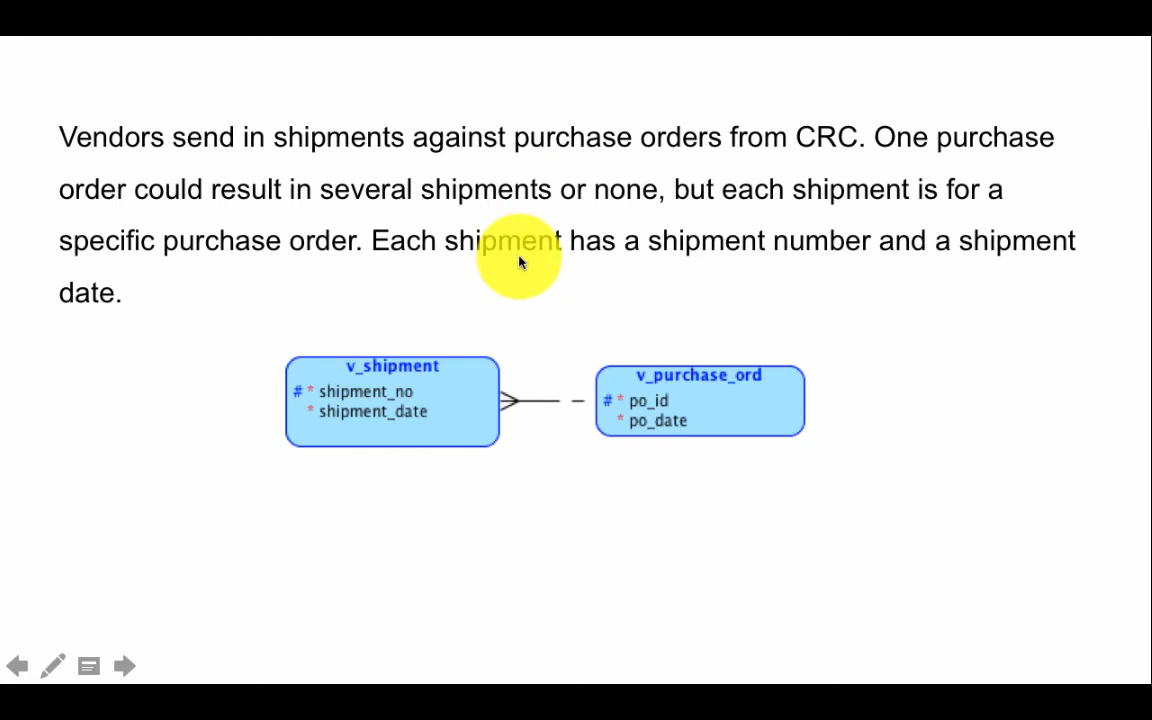 Vendors send in shipments against purchase orders from CRC. One purchase
order could result in several shipments or none, but each shipment is for a
specific purchase order. Each shipment has a shipment number and a shipment
date.
v_shipment
# * shipment_no
* shipment_date
v_purchase_ord
# * po_id
* po_date